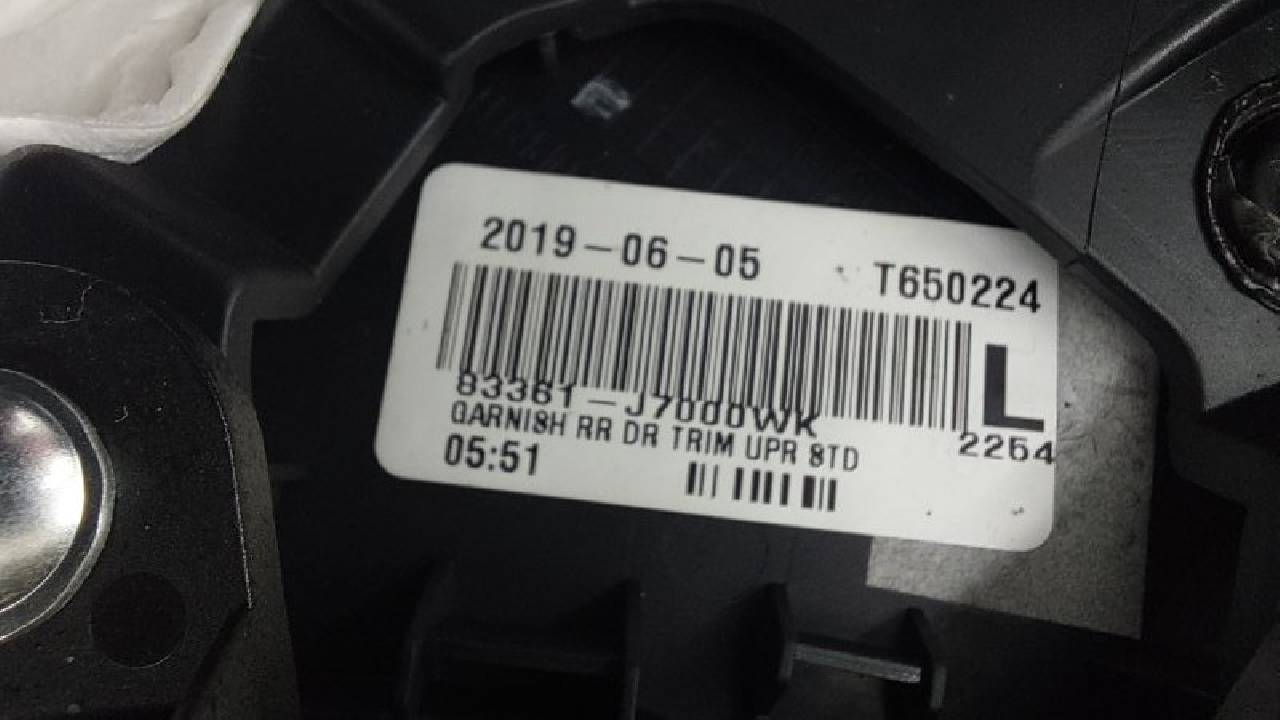 2019-06-05 T650224
L
83361-J7000WK
GARNISH RR DR TRIM UPR STD
2264
05:51